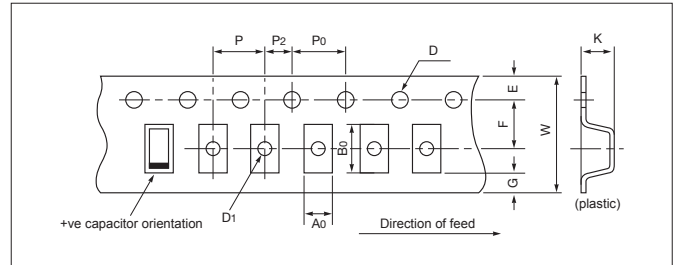 P P2 P0 D K
E
F
W
B0
G
D1
A0
+ve capacitor orientation
Direction of feed
(plastic)